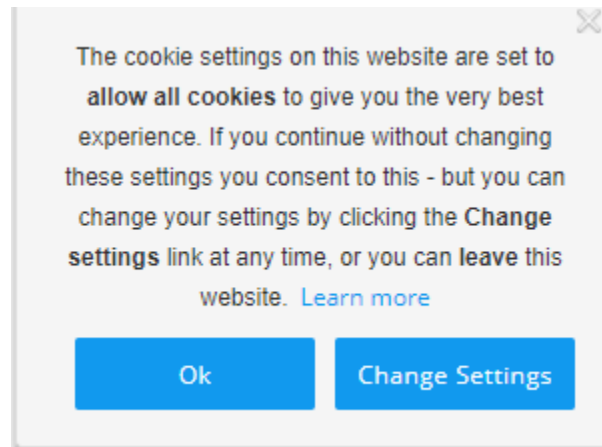 The cookie settings on this website are set to
allow all cookies to give you the very best
experience. If you continue without changing
these settings you consent to this - but you can
change your settings by clicking the Change
settings link at any time, or you can leave this
website. Learn more
Ok
Change Settings